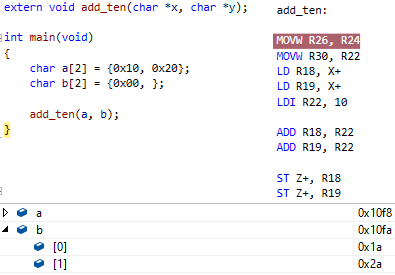 extern void add_ten(char *x, char *y);
int main(void)
{
char a[2] = {0x10, 0x20};
char b[2] = {0x00, };
add_ten(a, b);
}
add_ten:
MOVW R26, R24
MOVW R30, R22
LD R18, X+
LD R19, X+
LDI R22, 10
ADD R18, R22
ADD R19, R22
ST Z+, R18
ST Z+, R19
a 0x10f8
b 0x10fa
[0] 0x1a
[1] 0x2a